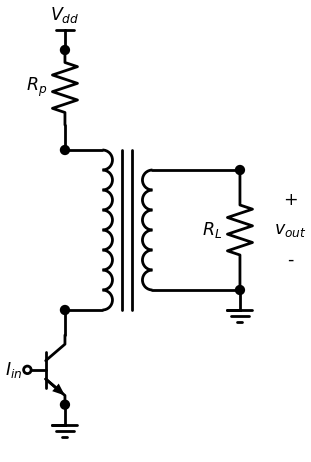 V_dd
R_p
+
R_L
v_out
-
I_in